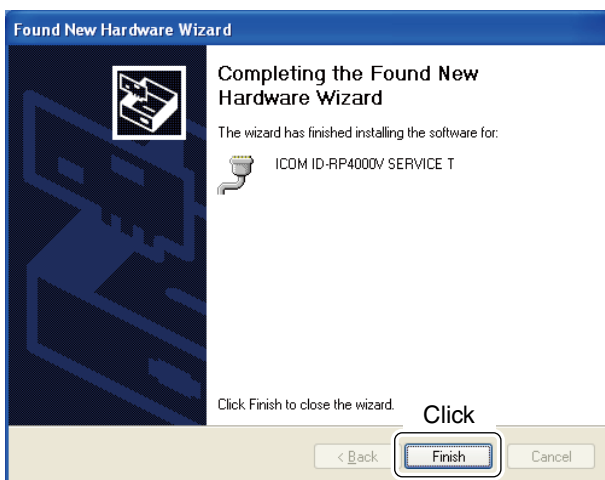 Found New Hardware Wizard
Completing the Found New
Hardware Wizard
The wizard has finished installing the software for:
ICOM ID-RP4000V SERVICE T
Click Finish to close the wizard.
Click
< Back
Finish
Cancel